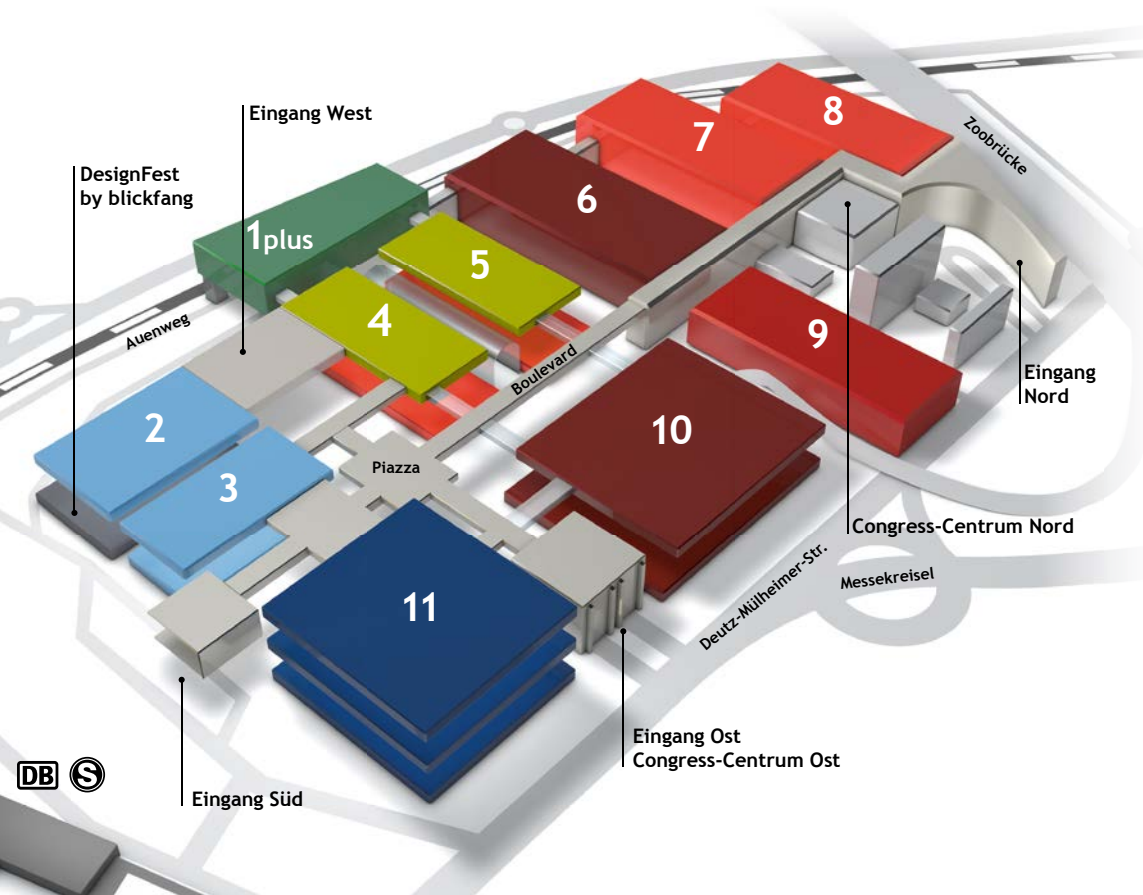 8
7
Zoobrücke
Eingang West
DesignFest
by blickfang
6
1plus
5
4
Auenweg
9
Boulevard
Eingang
Nord
2
10
Piazza
3
Congress-Centrum Nord
Deutz-Mülheimer-Str.
Messekreisel
11
Eingang Ost
Congress-Centrum Ost
DB S
Eingang Süd